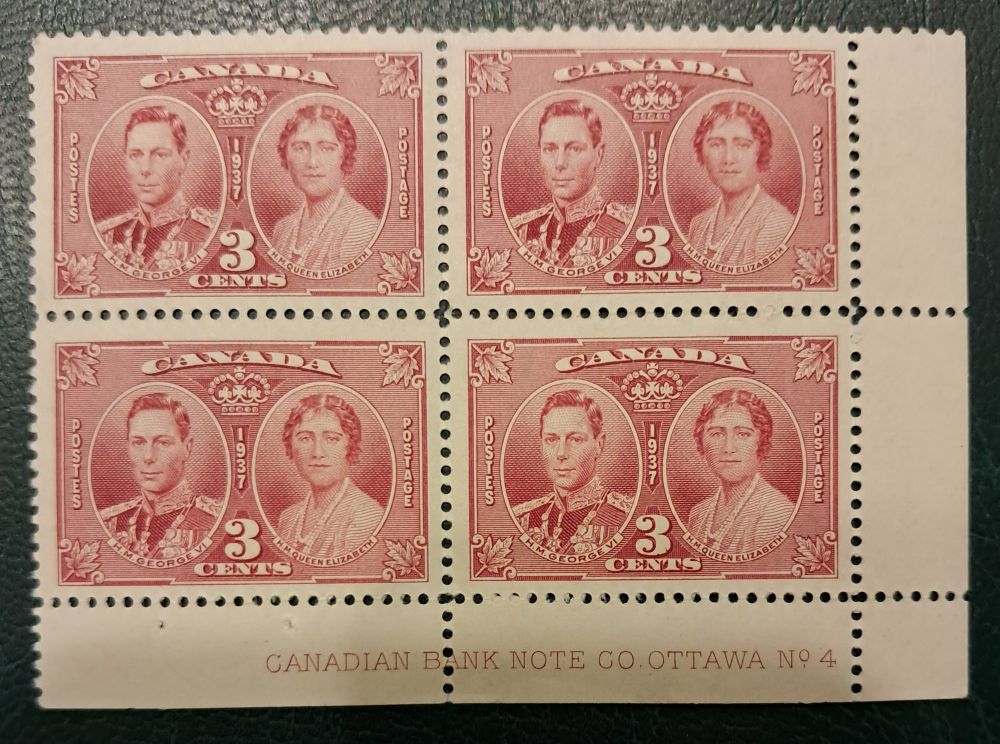 CANADA
POSTES
1937
POSTAGE
H.M. GEORGE VI
3
CENTS
H.M. QUEEN ELIZABETH
CANADA
POSTES
1937
POSTAGE
H.M. GEORGE VI
3
CENTS
H.M. QUEEN ELIZABETH
CANADA
POSTES
1937
POSTAGE
H.M. GEORGE VI
3
CENTS
H.M. QUEEN ELIZABETH
CANADA
POSTES
1937
POSTAGE
H.M. GEORGE VI
3
CENTS
H.M. QUEEN ELIZABETH
CANADIAN BANK NOTE CO. OTTAWA Nº 4